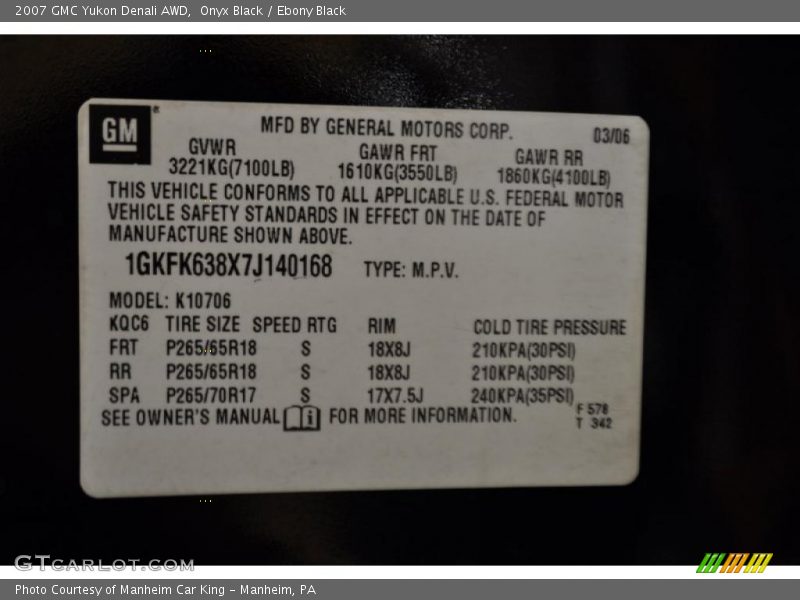 2007 GMC Yukon Denali AWD, Onyx Black / Ebony Black
GM
MFD BY GENERAL MOTORS CORP. 03/06
GVWR GAWR FRT GAWR RR
3221KG(7100LB) 1610KG(3550LB) 1860KG(4100LB)
THIS VEHICLE CONFORMS TO ALL APPLICABLE U.S. FEDERAL MOTOR
VEHICLE SAFETY STANDARDS IN EFFECT ON THE DATE OF
MANUFACTURE SHOWN ABOVE.
1GKFK638X7J140168 TYPE: M.P.V.
MODEL: K10706
KQC6 TIRE SIZE SPEED RTG RIM COLD TIRE PRESSURE
FRT P265/65R18 S 18X8J 210KPA(30PSI)
RR P265/65R18 S 18X8J 210KPA(30PSI)
SPA P265/70R17 S 17X7.5J 240KPA(35PSI)
SEE OWNER'S MANUAL i FOR MORE INFORMATION.
F 578
T 342
GTCARLOT.COM
Photo Courtesy of Manheim Car King - Manheim, PA